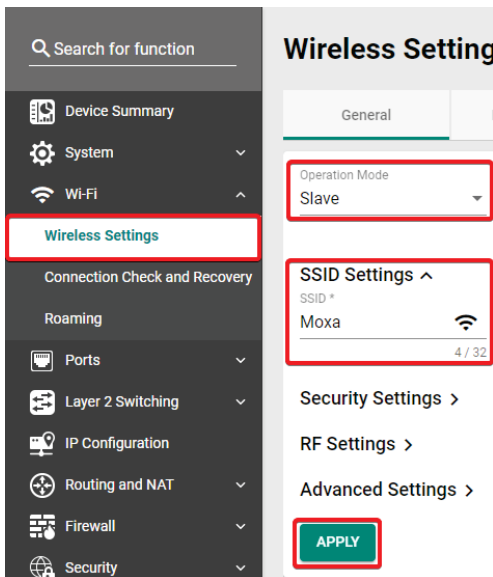 Search for function
Device Summary
System
Wi-Fi
Wireless Settings
Connection Check and Recovery
Roaming
Ports
Layer 2 Switching
IP Configuration
Routing and NAT
Firewall
Security
Wireless Setting
General
Operation Mode
Slave
SSID Settings
SSID *
Moxa
4 / 32
Security Settings >
RF Settings >
Advanced Settings >
APPLY